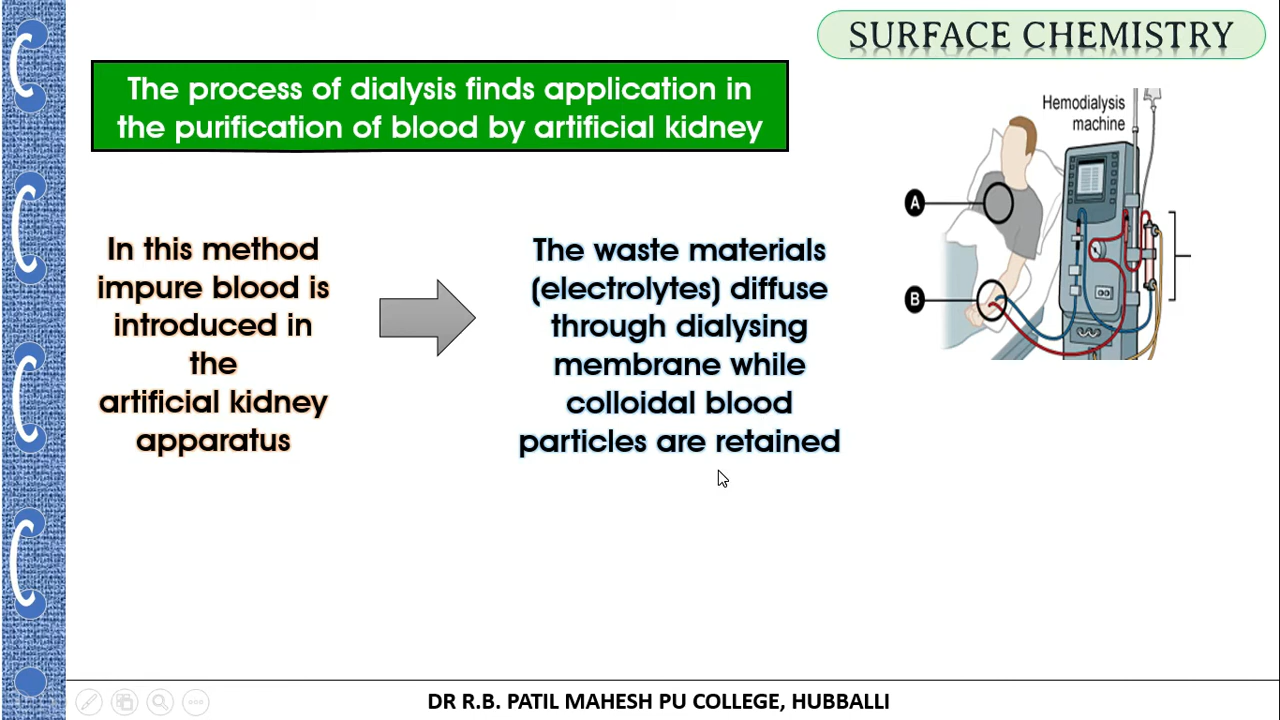 SURFACE CHEMISTRY
The process of dialysis finds application in
the purification of blood by artificial kidney
Hemodialysis
machine
A
B
In this method
impure blood is
introduced in
the
artificial kidney
apparatus
The waste materials
(electrolytes) diffuse
through dialysing
membrane while
colloidal blood
particles are retained
DR R.B. PATIL MAHESH PU COLLEGE, HUBBALLI